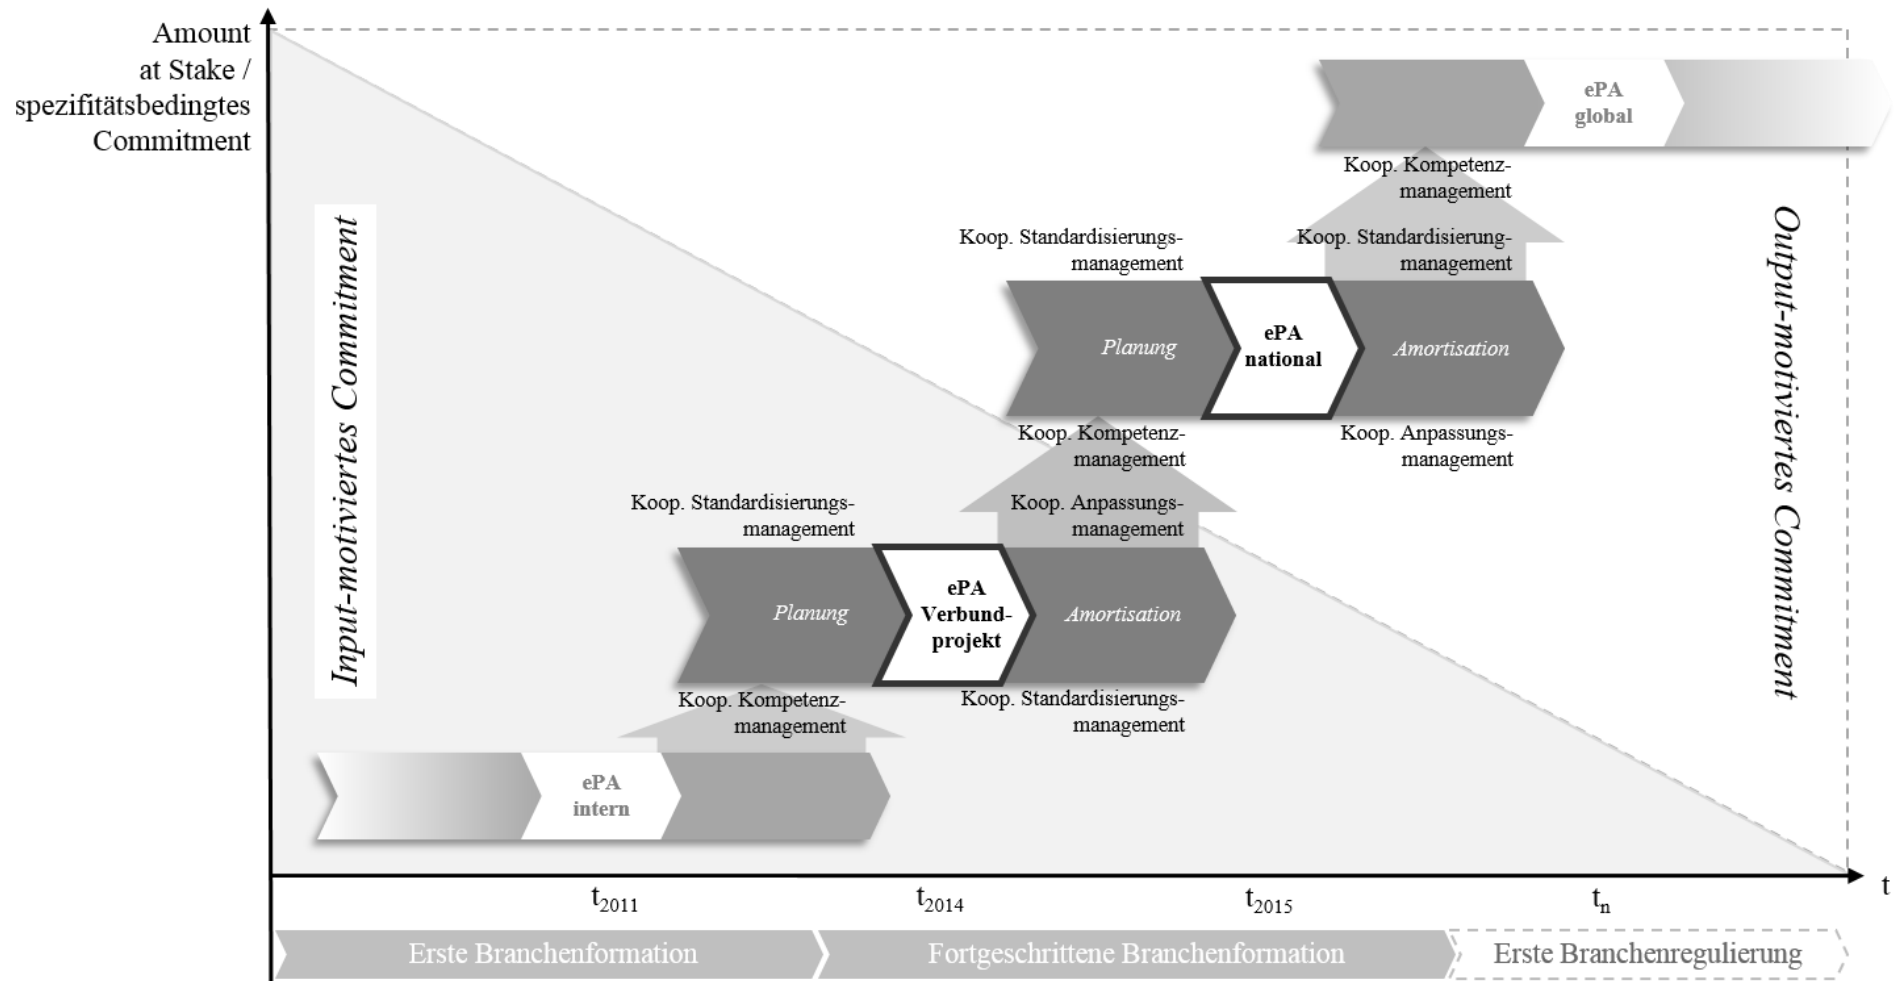 Amount
at Stake /
spezifitätsbedingtes
Commitment
ePA
global
Koop. Kompetenz-
management
Koop. Standardisierungs-
management
Koop. Standardisierung-
management
Input-motiviertes Commitment
Output-motiviertes Commitment
Planung
ePA
national
Amortisation
Koop. Kompetenz-
management
Koop. Anpassungs-
management
Koop. Standardisierungs-
management
Koop. Anpassungs-
management
Planung
ePA
Verbund-
projekt
Amortisation
Koop. Kompetenz-
management
Koop. Standardisierungs-
management
ePA
intern
t
t2011
t2014
t2015
tn
Erste Branchenformation
Fortgeschrittene Branchenformation
Erste Branchenregulierung